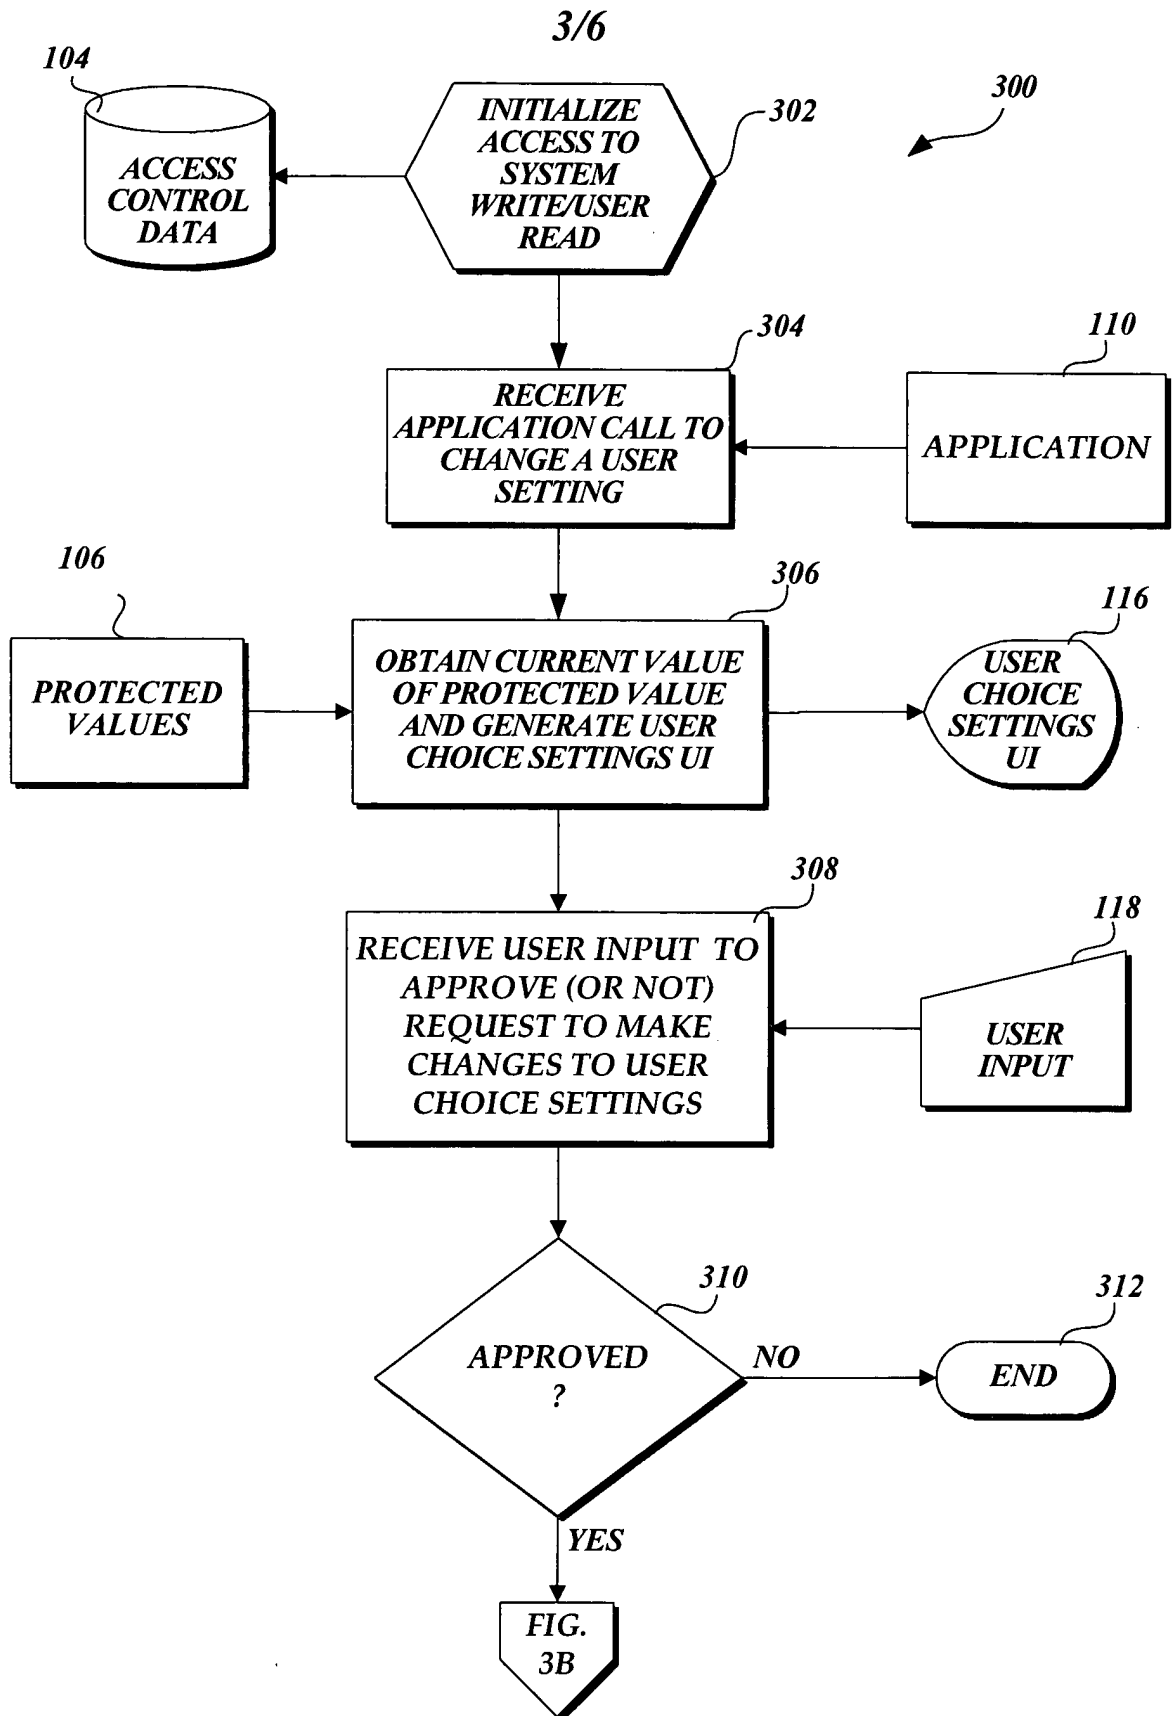 3/6
104
INITIALIZE
ACCESS TO
SYSTEM
WRITE/USER
READ
302
300
ACCESS
CONTROL
DATA
304
110
RECEIVE
APPLICATION CALL TO
CHANGE A USER
SETTING
APPLICATION
106
306
116
PROTECTED
VALUES
OBTAIN CURRENT VALUE
OF PROTECTED VALUE
AND GENERATE USER
CHOICE SETTINGS UI
USER
CHOICE
SETTINGS
UI
308
118
RECEIVE USER INPUT TO
APPROVE (OR NOT)
REQUEST TO MAKE
CHANGES TO USER
CHOICE SETTINGS
USER
INPUT
310
312
APPROVED
?
NO
END
YES
FIG.
3B